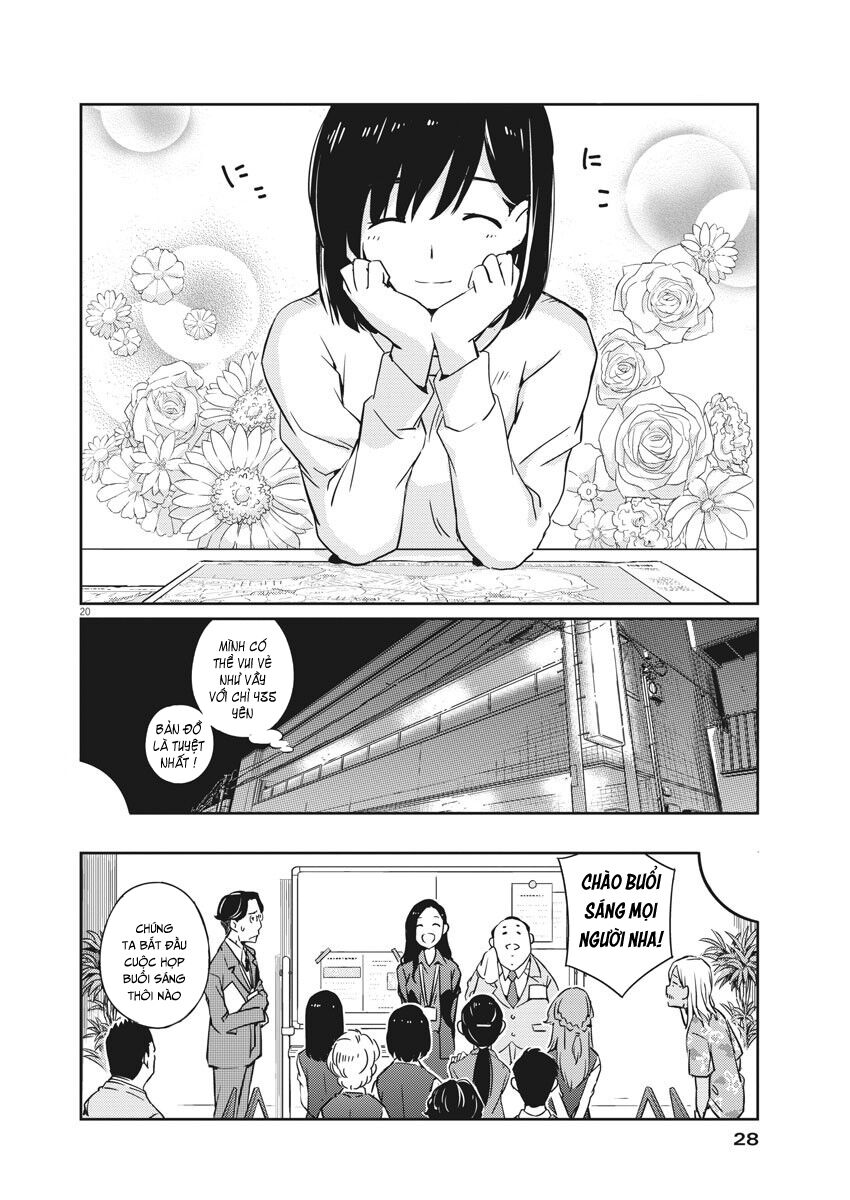 に
に
20
MÌNH CÓ
THỂ VUI VẺ
NHƯ VẦY
VỚI CHỈ 435
YÊN
BẢN ĐỒ
LÀ TUYỆT
NHẤT !
CHÀO BUỔI
SÁNG MỌI
NGƯỜI NHA!
CHÚNG
TA BẮT ĐẦU
CUỘC HỌP
BUỔI SÁNG
THÔI NÀO
28